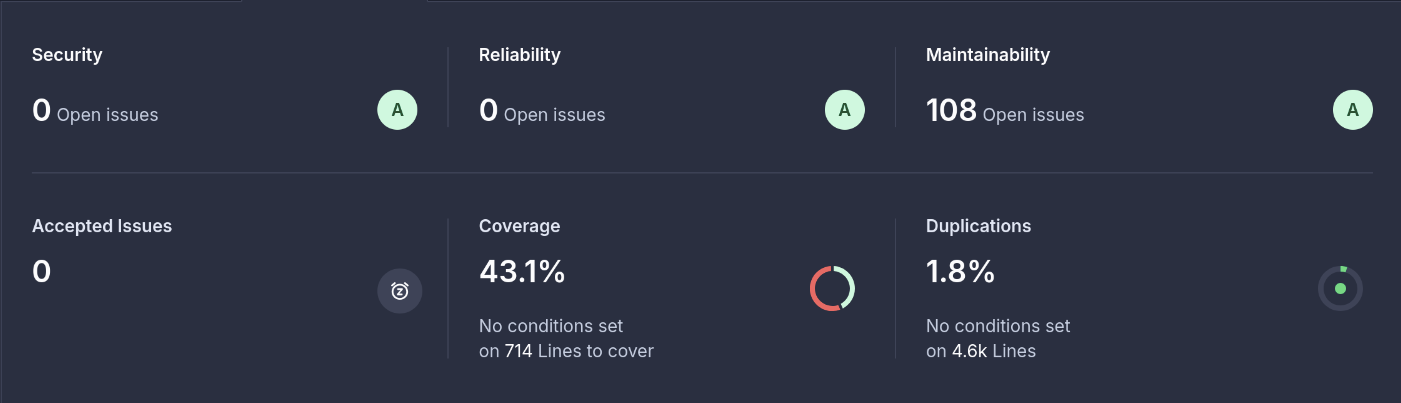 Security
0 Open issues
A
Reliability
0 Open issues
A
Maintainability
108 Open issues
A
Accepted Issues
0
Coverage
43.1%
No conditions set
on 714 Lines to cover
Duplications
1.8%
No conditions set
on 4.6k Lines